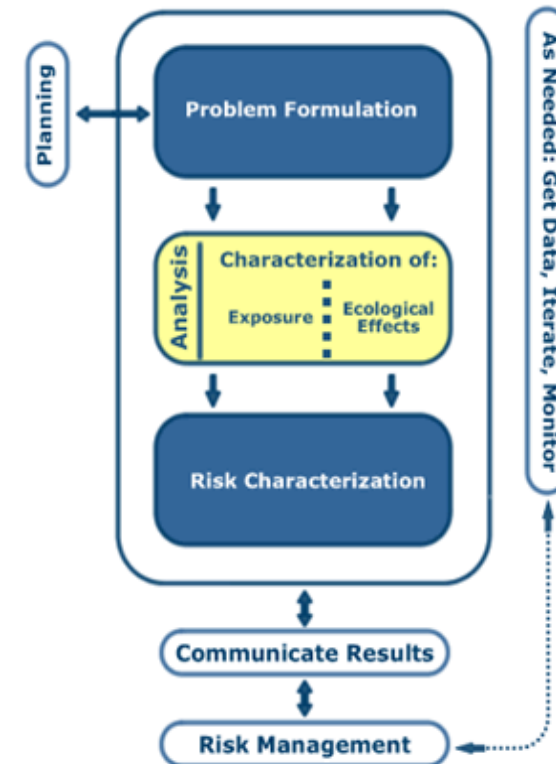 Planning
Problem Formulation
Analysis
Characterization of:
Exposure
Ecological
Effects
Risk Characterization
Communicate Results
Risk Management
As Needed: Get Data, Iterate, Monitor